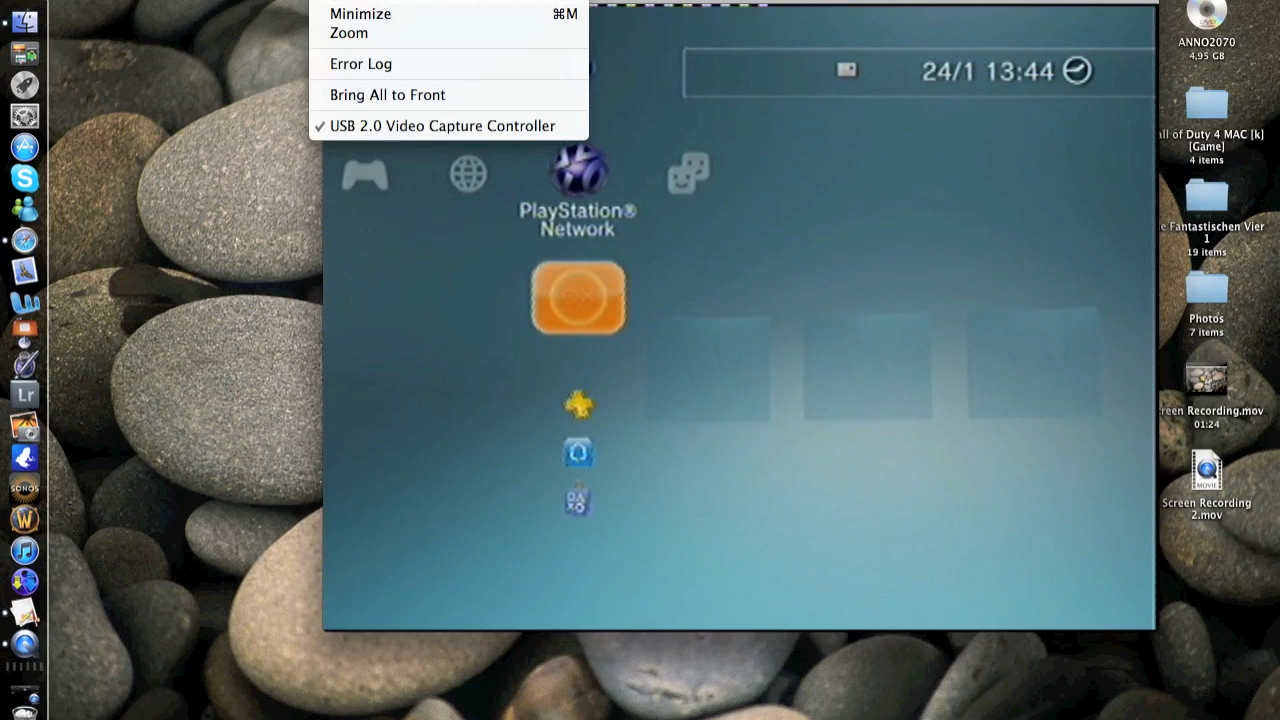 Minimize ⌘M
Zoom
Error Log
Bring All to Front
✓ USB 2.0 Video Capture Controller
24/1 13:44
PlayStation®
Network
ANNO2070
4,95 GB
all of Duty 4 MAC [k]
[Game]
4 items
e Fantastischen Vier
1
19 items
Photos
7 items
reen Recording.mov
01:24
MOVIE
Screen Recording
2.mov
Lr
SONOS